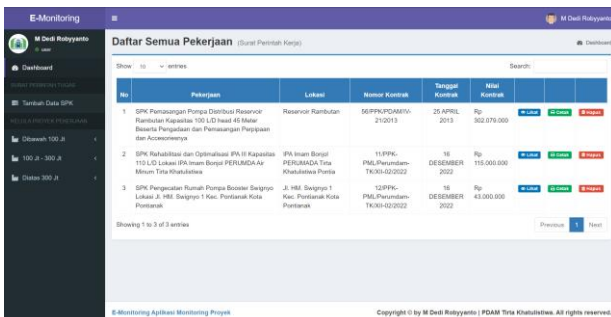 E-Monitoring
M Dedi Robyyanto
M Dedi Robyyanto
user
Daftar Semua Pekerjaan (Surat Perintah Kerja)
Dashboard
Dashboard
Show 10 entries
Search:
Tambah Data SPK
Dibawah 100 Jt
100 Jt - 300 Jt
Diatas 300 Jt
No Pekerjaan Lokasi Nomor Kontrak Tanggal Kontrak Nilai Kontrak
1 SPK Pemasangan Pompa Distribusi Reservoir
Rambutan Kapasitas 100 L/D head 45 Meter
Beserta Pengadaan dan Pemasangan Perpipaan
dan Accesoriesnya
Reservoir Rambutan
56/PPK/PDAM/IV-
21/2013
25 APRIL
2013
Rp
302.079.000
Lihat Cetak Hapus
2 SPK Rehabilitasi dan Optimalisasi IPA III Kapasitas
110 L/D Lokasi IPA Imam Bonjol PERUMDA Air
Minum Tirta Khatulistiwa
IPA Imam Bonjol
PERUMADA Tirta
Khatulistiwa Pontia
11/PPK-
PML/Perumdam-
TK/XII-02/2022
16
DESEMBER
2022
Rp
115.000.000
Lihat Cetak Hapus
3 SPK Pengecatan Rumah Pompa Booster Swignyo
Lokasi Jl. HM. Swignyo 1 Kec. Pontianak Kota
Pontianak
Jl. HM. Swignyo 1
Kec. Pontianak Kota
Pontianak
12/PPK-
PML/Perumdam-
TK/XII-02/2022
16
DESEMBER
2022
Rp
43.000.000
Lihat Cetak Hapus
Showing 1 to 3 of 3 entries
Previous 1 Next
E-Monitoring Aplikasi Monitoring Proyek
Copyright © by M Dedi Robyyanto | PDAM Tirta Khatulistiwa. All rights reserved.